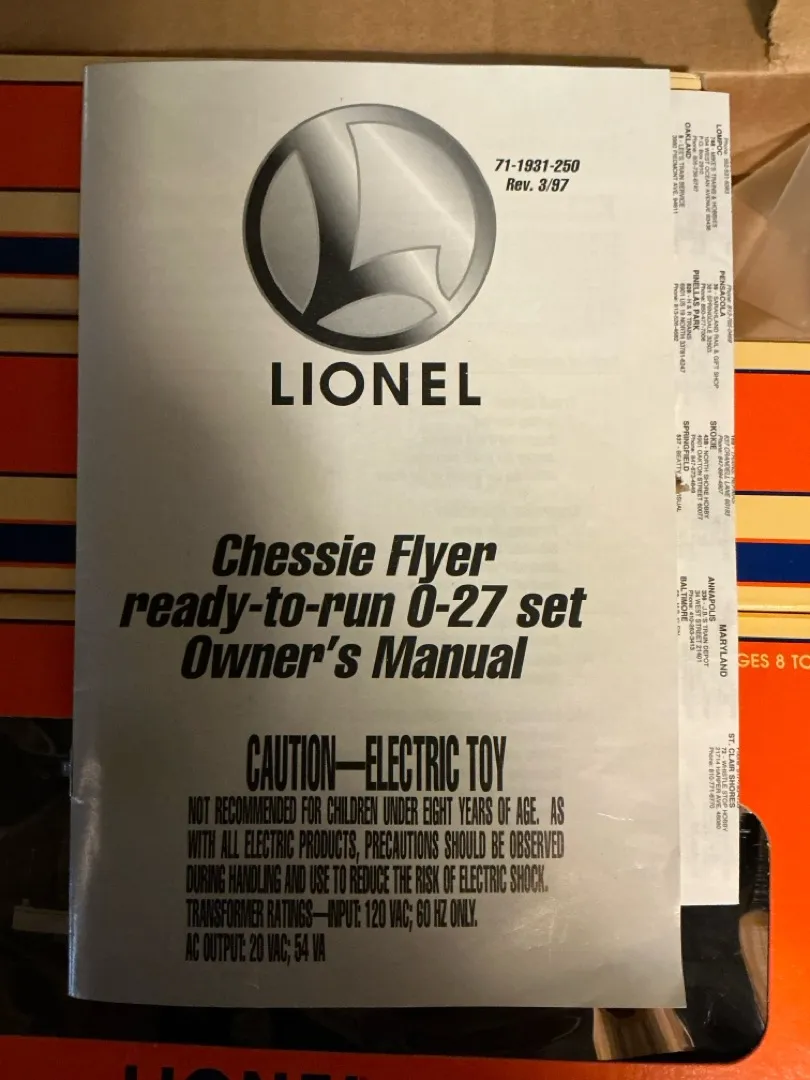 71-1931-250
Rev. 3/97
LIONEL
Chessie Flyer
ready-to-run O-27 set
Owner's Manual
CAUTION—ELECTRIC TOY
NOT RECOMMENDED FOR CHILDREN UNDER EIGHT YEARS OF AGE. AS
WITH ALL ELECTRIC PRODUCTS, PRECAUTIONS SHOULD BE OBSERVED
DURING HANDLING AND USE TO REDUCE THE RISK OF ELECTRIC SHOCK.
TRANSFORMER RATINGS—INPUT: 120 VAC; 60 HZ ONLY.
AC OUTPUT: 20 VAC; 54 VA
LOMPOC
OAKLAND
PENSACOLA
PINELLAS PARK
SKOKIE
SPRINGFIELD
MARYLAND
ANNAPOLIS
BALTIMORE
ST. CLAIR SHORES
GES 8 TO
LIONEL